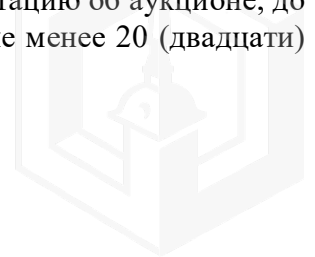 тацию об аукционе, до
е менее 20 (двадцати)